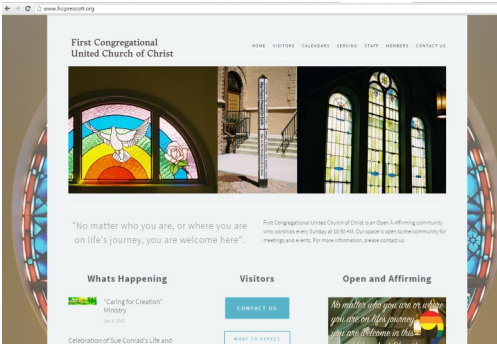 www.fccprescott.org
First Congregational
United Church of Christ
HOME VISITORS CALENDARS SERVING STAFF MEMBERS CONTACT US
"No matter who you are, or where you are
on life's journey, you are welcome here".
First Congregational United Church of Christ is an Open & Affirming community
who worships every Sunday at 10:30 AM. Our space is open to the community for
meetings and events. For more information, please contact us.
Whats Happening
"Caring for Creation"
Ministry
Celebration of Sue Conrad's Life and
Visitors
CONTACT US
WHAT TO EXPECT
Open and Affirming
No matter who you are or where
you are on lifes journey
you are welcome in this